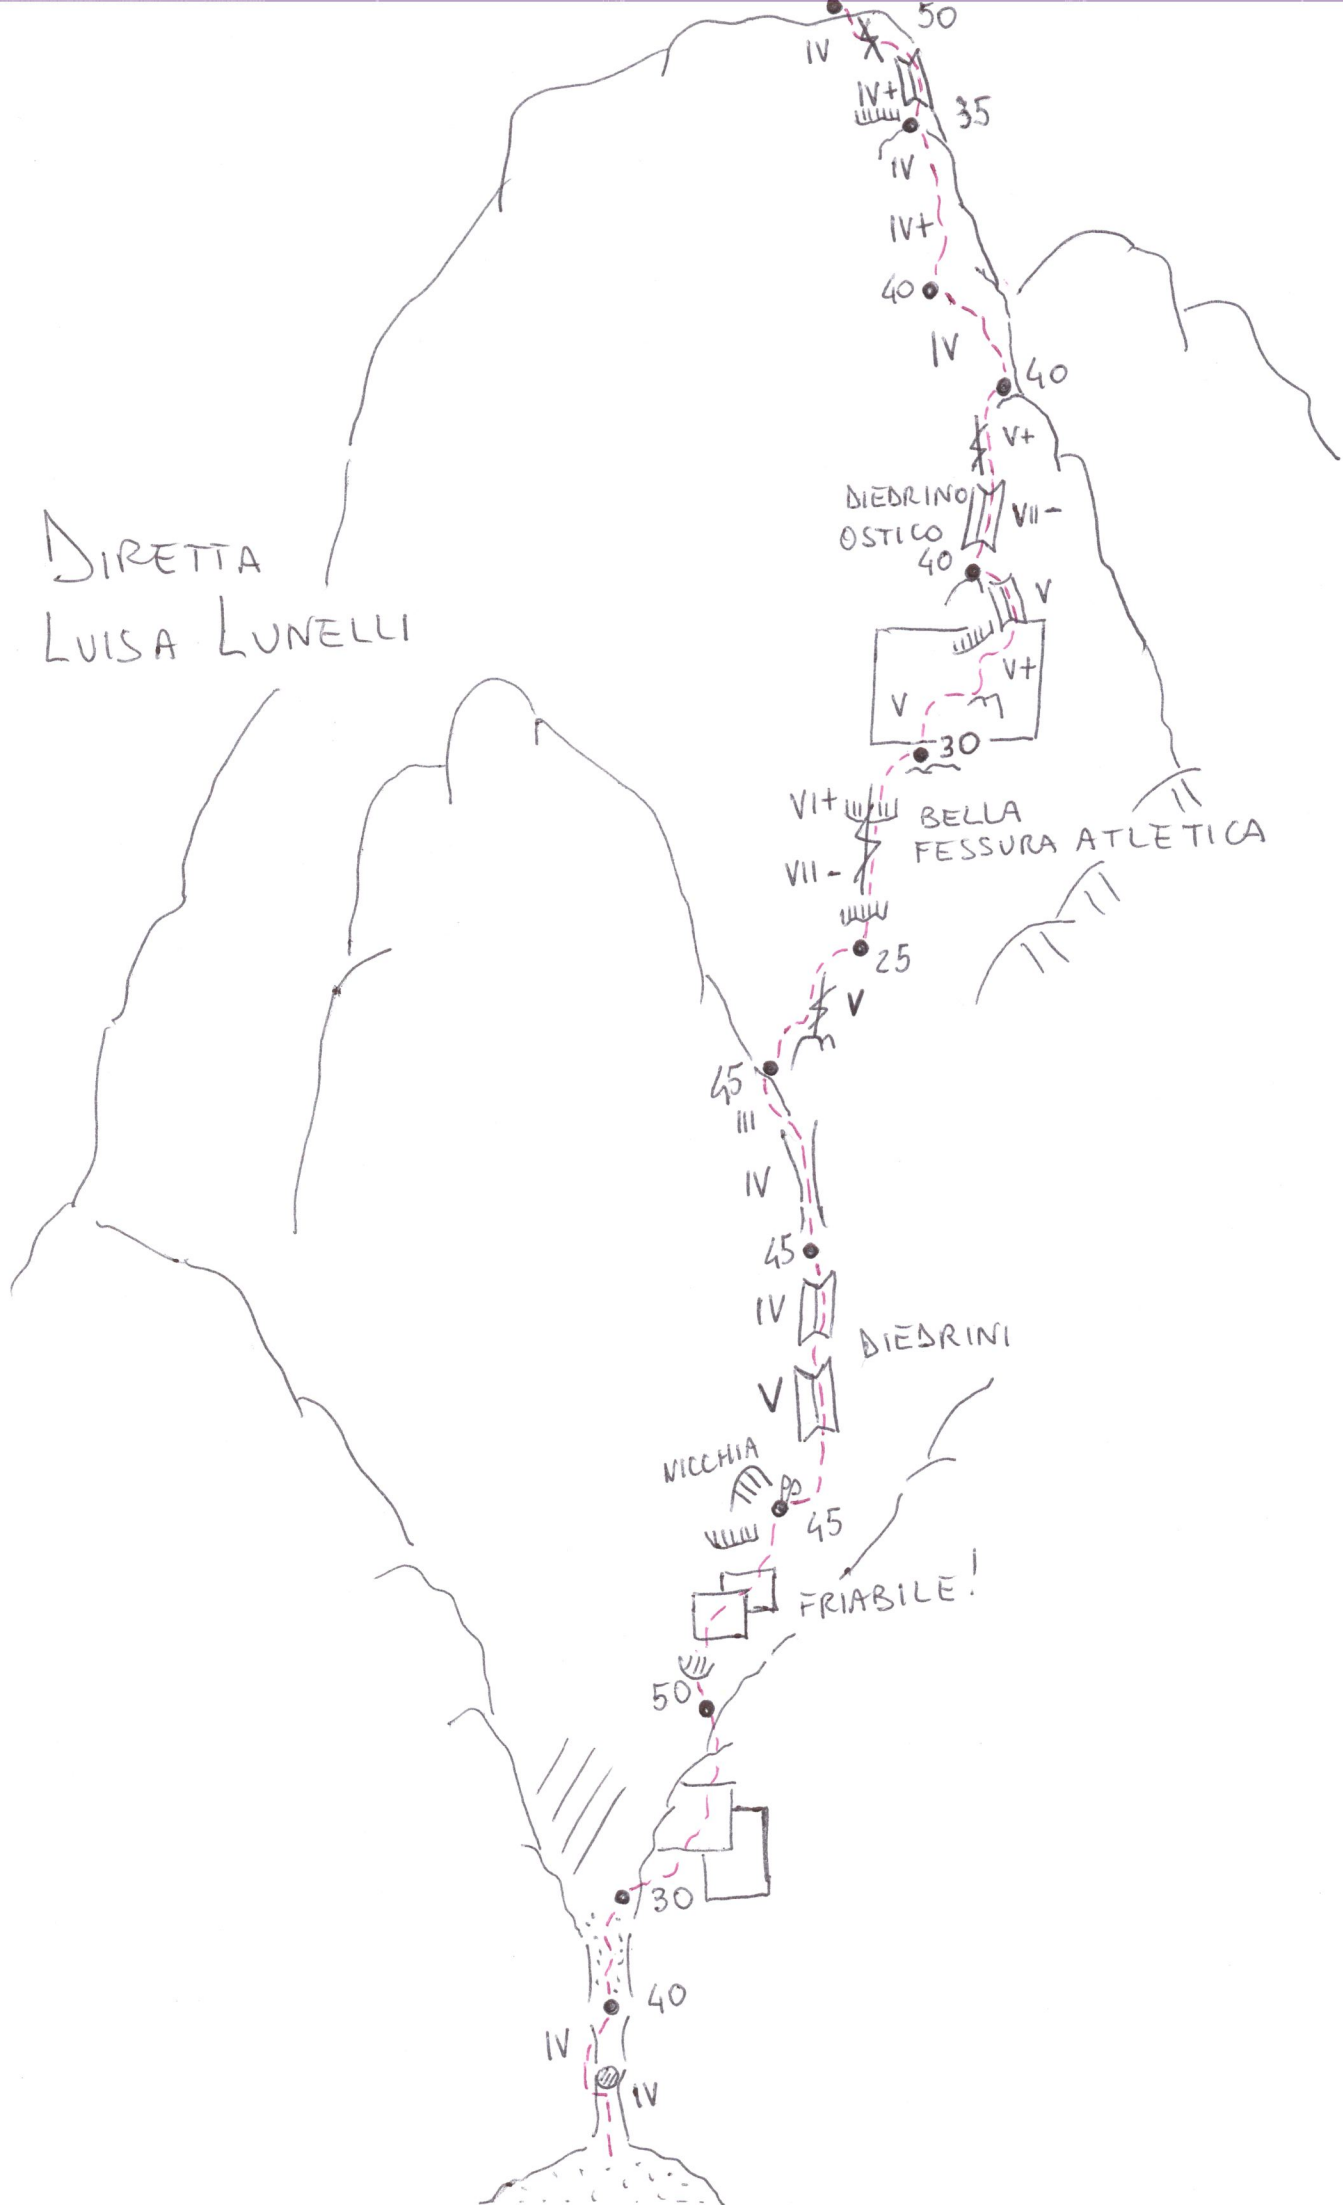 50
IV
IV+
35
IV
IV+
40
IV
40
V+
DIEDRINO
OSTICO
VII-
40
V
DIRETTA
LUISA LUNELLI
V+
V
30
VI+
BELLA
FESSURA ATLETICA
VII-
25
V
45
III
IV
45
IV
DIEDRINI
V
NICCHIA
45
FRIABILE!
50
30
40
IV
IV